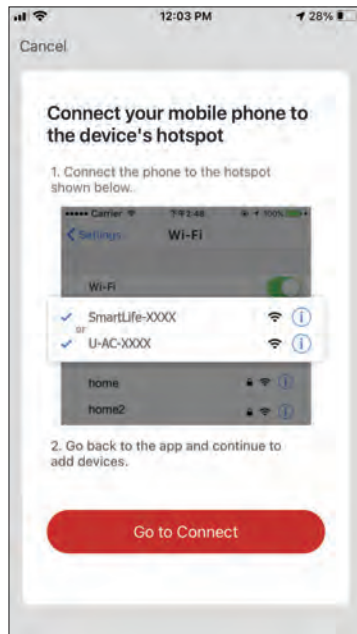 12:03 PM
28%
Cancel
Connect your mobile phone to
the device's hotspot
1. Connect the phone to the hotspot
shown below.
Carrier
100%
Settings
Wi-Fi
Wi-Fi
SmartLife-XXXX
or
U-AC-XXXX
home
home2
2. Go back to the app and continue to
add devices.
Go to Connect